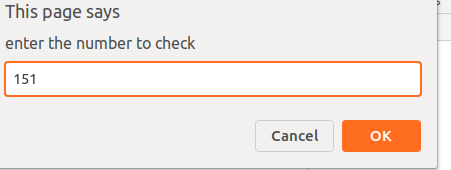 This page says
enter the number to check
151
Cancel OK